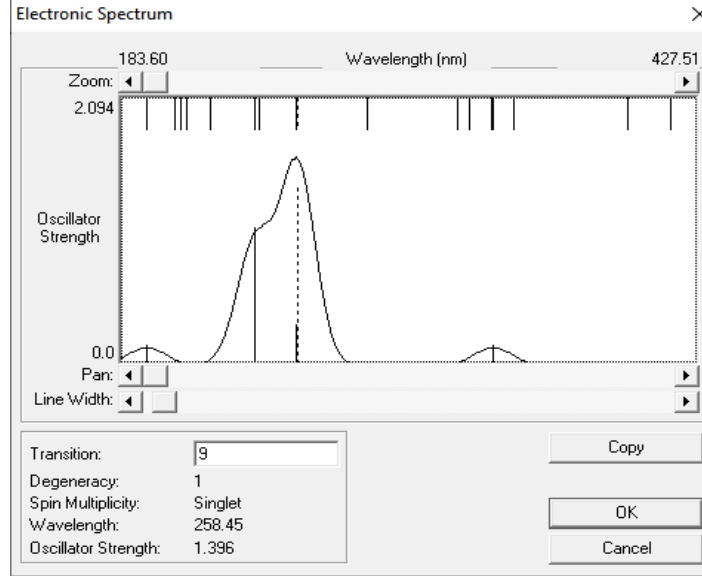 Electronic Spectrum
183.60 Wavelength (nm) 427.51
Zoom:
2.094
Oscillator
Strength
0.0
Pan:
Line Width:
Transition: 9
Degeneracy: 1
Spin Multiplicity: Singlet
Wavelength: 258.45
Oscillator Strength: 1.396
Copy
OK
Cancel